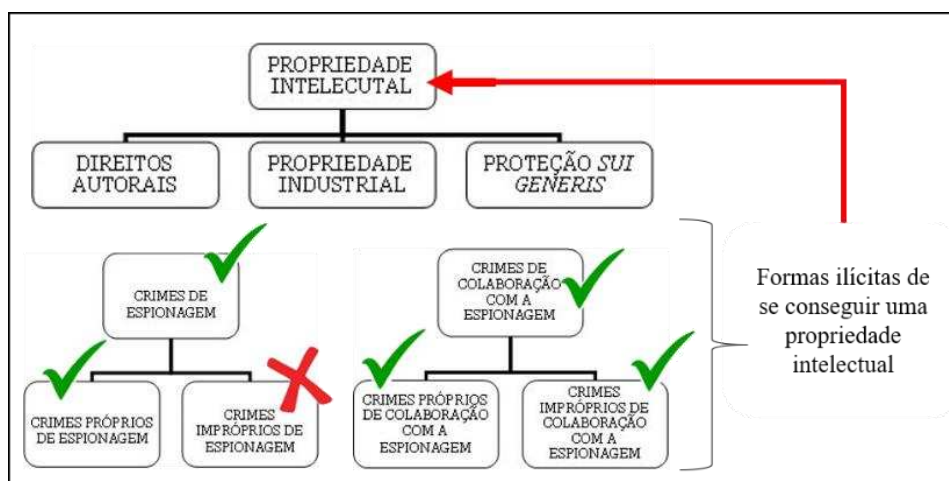 PROPRIEDADE
INTELECUTAL
DIREITOS
AUTORAIS
PROPRIEDADE
INDUSTRIAL
PROTEÇÃO SUI
GENERIS
CRIMES DE
ESPIONAGEM
CRIMES PRÓPRIOS
DE ESPIONAGEM
CRIMES
IMPRÓPRIOS DE
ESPIONAGEM
CRIMES DE
COLABORAÇÃO
COM A
ESPIONAGEM
CRIMES PRÓPRIOS
DE COLABORAÇÃO
COM A
ESPIONAGEM
CRIMES
IMPRÓPRIOS DE
COLABORAÇÃO
COM A
ESPIONAGEM
Formas ilícitas de
se conseguir uma
propriedade
intelectual